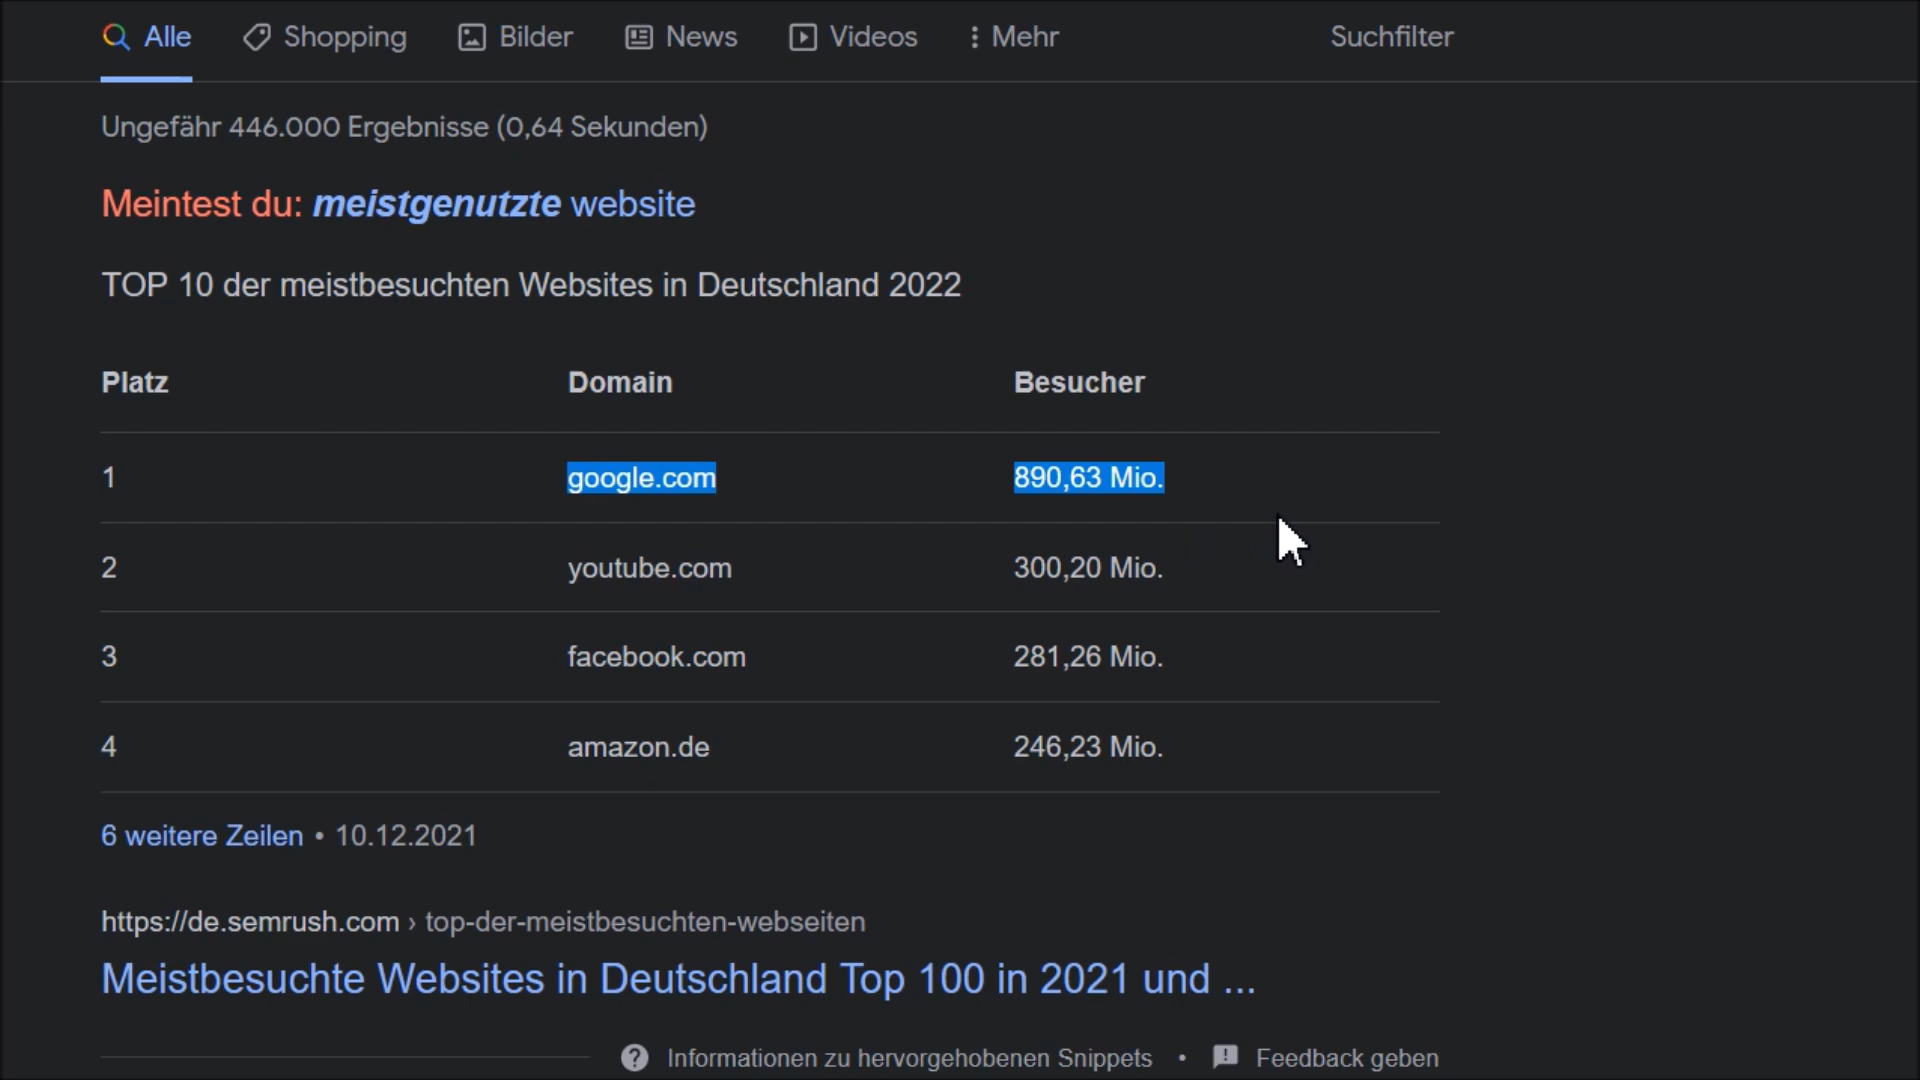 Alle Shopping Bilder News Videos Mehr Suchfilter
Ungefähr 446.000 Ergebnisse (0,64 Sekunden)
Meintest du: meistgenutzte website
TOP 10 der meistbesuchten Websites in Deutschland 2022
Platz Domain Besucher
1 google.com 890,63 Mio.
2 youtube.com 300,20 Mio.
3 facebook.com 281,26 Mio.
4 amazon.de 246,23 Mio.
6 weitere Zeilen • 10.12.2021
https://de.semrush.com › top-der-meistbesuchten-webseiten
Meistbesuchte Websites in Deutschland Top 100 in 2021 und ...
Informationen zu hervorgehobenen Snippets • Feedback geben